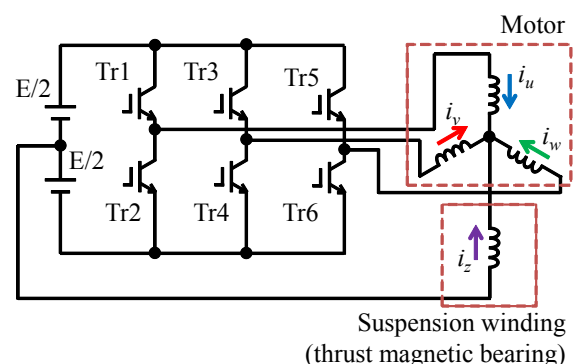 Motor
E/2
Tr1
Tr3
Tr5
i_u
i_v
i_w
E/2
Tr2
Tr4
Tr6
i_z
Suspension winding
(thrust magnetic bearing)